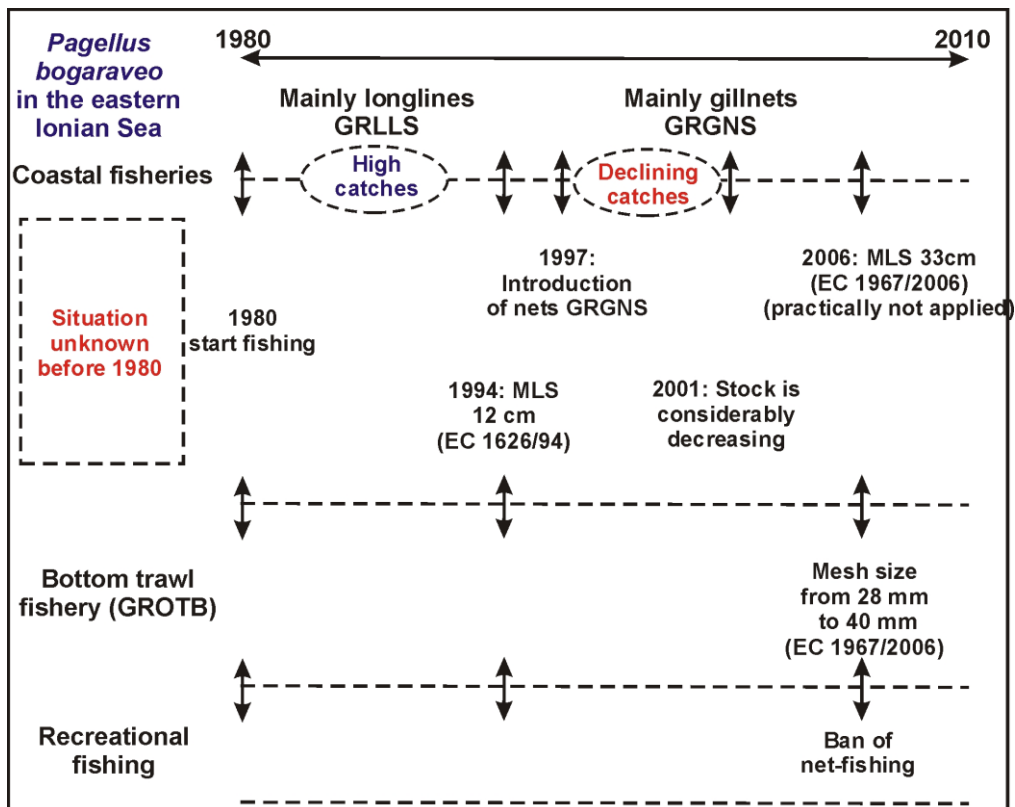 Pagellus
bogaraveo
in the eastern
Ionian Sea
1980
2010
Mainly longlines
GRLLS
Mainly gillnets
GRGNS
Coastal fisheries
High
catches
Declining
catches
Situation
unknown
before 1980
1980
start fishing
1997:
Introduction
of nets GRGNS
2006: MLS 33cm
(EC 1967/2006)
(practically not applied)
1994: MLS
12 cm
(EC 1626/94)
2001: Stock is
considerably
decreasing
Bottom trawl
fishery (GROTB)
Mesh size
from 28 mm
to 40 mm
(EC 1967/2006)
Recreational
fishing
Ban of
net-fishing